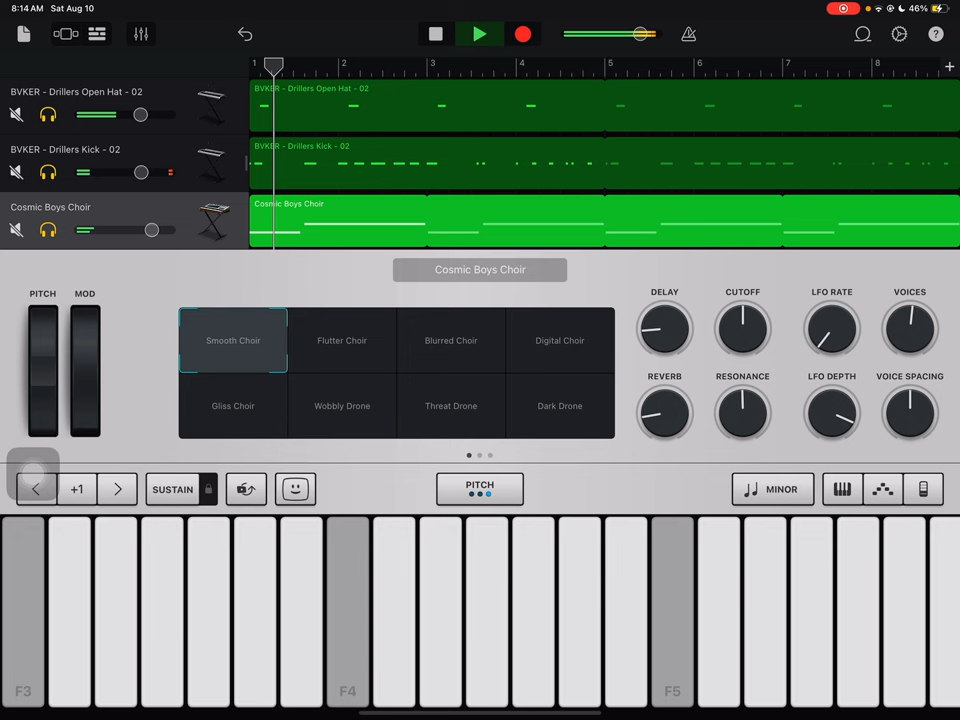 8:14 AM Sat Aug 10
46%
1 2 3 4 5 6 7 8
BVKER - Drillers Open Hat - 02
BVKER - Drillers Open Hat - 02
BVKER - Drillers Kick - 02
BVKER - Drillers Kick - 02
Cosmic Boys Choir
Cosmic Boys Choir
Cosmic Boys Choir
PITCH MOD
DELAY CUTOFF LFO RATE VOICES
Smooth Choir Flutter Choir Blurred Choir Digital Choir
REVERB RESONANCE LFO DEPTH VOICE SPACING
Gliss Choir Wobbly Drone Threat Drone Dark Drone
+1 SUSTAIN PITCH MINOR
F3 F4 F5